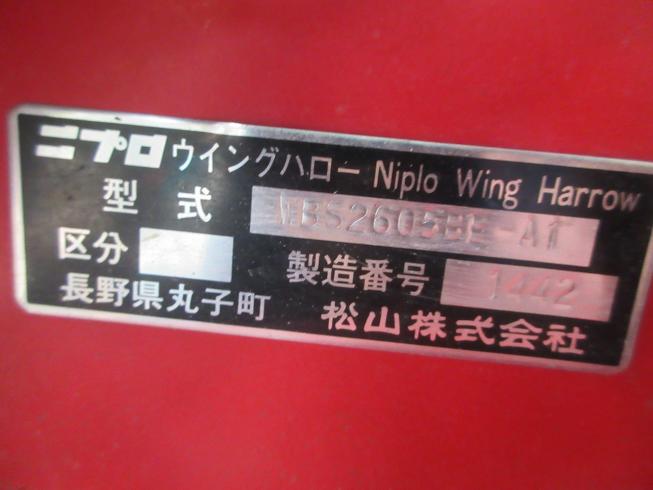 ニプロ ウイングハロー Niplo Wing Harrow
型 式
区分 製造番号 1442
長野県丸子町 松山株式会社